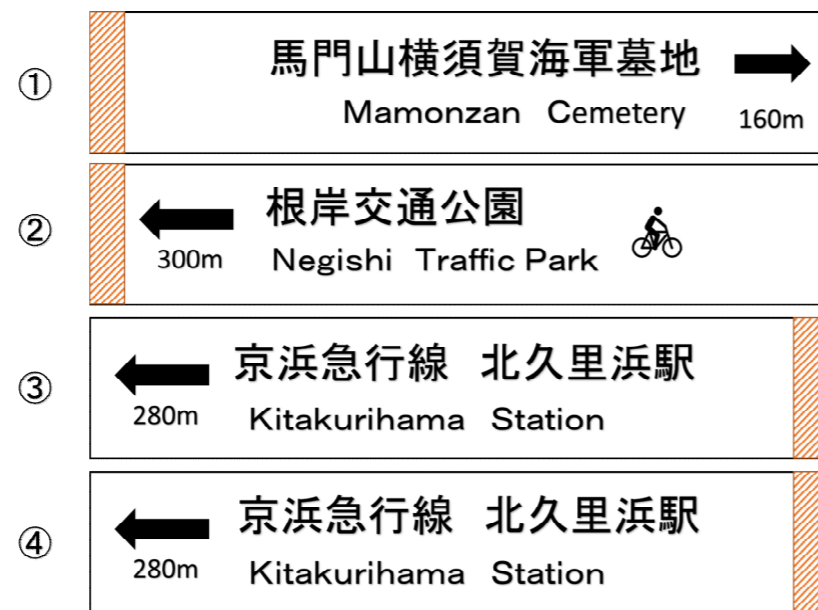 ①
馬門山横須賀海軍墓地
Mamonzan Cemetery
160m
②
根岸交通公園
300m
Negishi Traffic Park
③
京浜急行線 北久里浜駅
280m
Kitakurihama Station
④
京浜急行線 北久里浜駅
280m
Kitakurihama Station